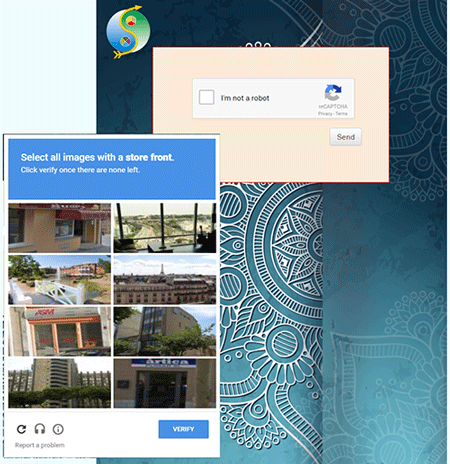 I'm not a robot
reCAPTCHA
Privacy - Terms
Send
Select all images with a store front.
Click verify once there are none left.
artica
VERIFY
Report a problem